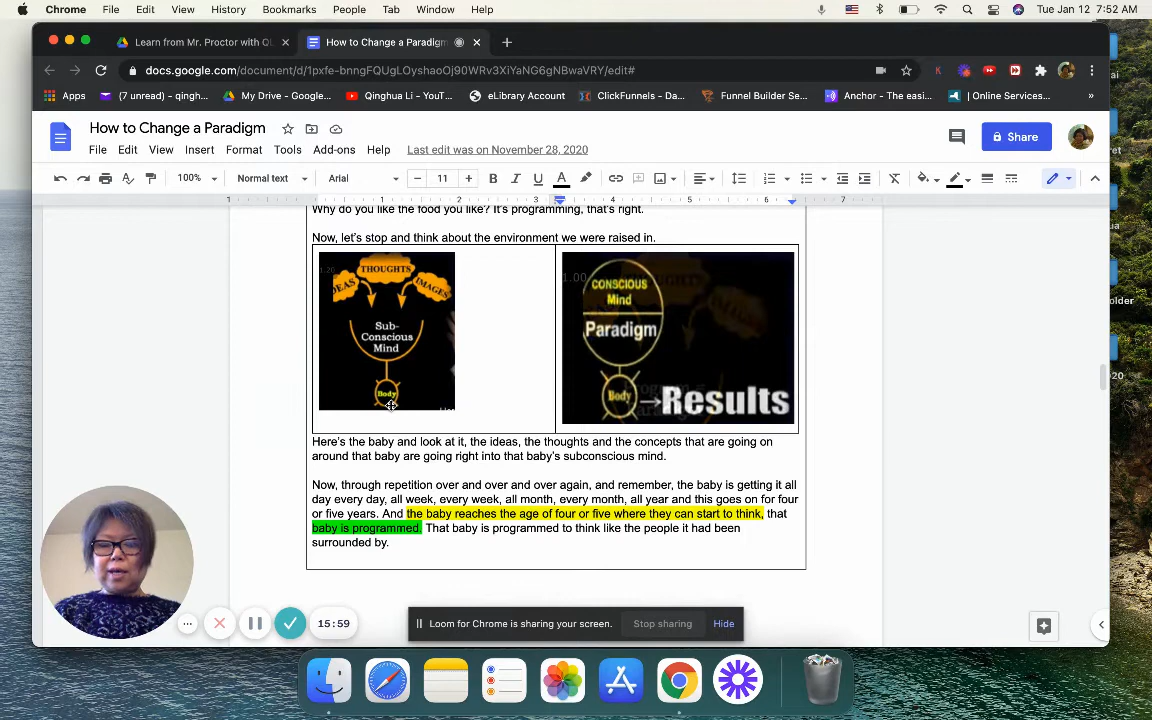 Chrome File Edit View History Bookmarks People Tab Window Help Tue Jan 12 7:52 AM
Learn from Mr. Proctor with QL How to Change a Paradigm
docs.google.com/document/d/1pxfe-bnngFQUgLOyshaoOj90WRv3XiYaNG6gNBwaVRY/edit#
Apps (7 unread) - qingh... My Drive - Google... Qinghua Li - YouT... eLibrary Account ClickFunnels - Da... Funnel Builder Se... Anchor - The easi... | Online Services... »
How to Change a Paradigm
File Edit View Insert Format Tools Add-ons Help Last edit was on November 28, 2020
Share
100% Normal text Arial 11
1 1 2 3 4 5 6 7
Why do you like the food you like? It's programming, that's right.
Now, let's stop and think about the environment we were raised in.
THOUGHTS
IMAGES
Sub-
Conscious
Mind
Body
1.00
CONSCIOUS
Mind
Paradigm
Body → Results
Here's the baby and look at it, the ideas, the thoughts and the concepts that are going on
around that baby are going right into that baby's subconscious mind.
Now, through repetition over and over and over again, and remember, the baby is getting it all
day every day, all week, every week, all month, every month, all year and this goes on for four
or five years. And the baby reaches the age of four or five where they can start to think, that
baby is programmed. That baby is programmed to think like the people it had been
surrounded by.
15:59
Loom for Chrome is sharing your screen. Stop sharing Hide